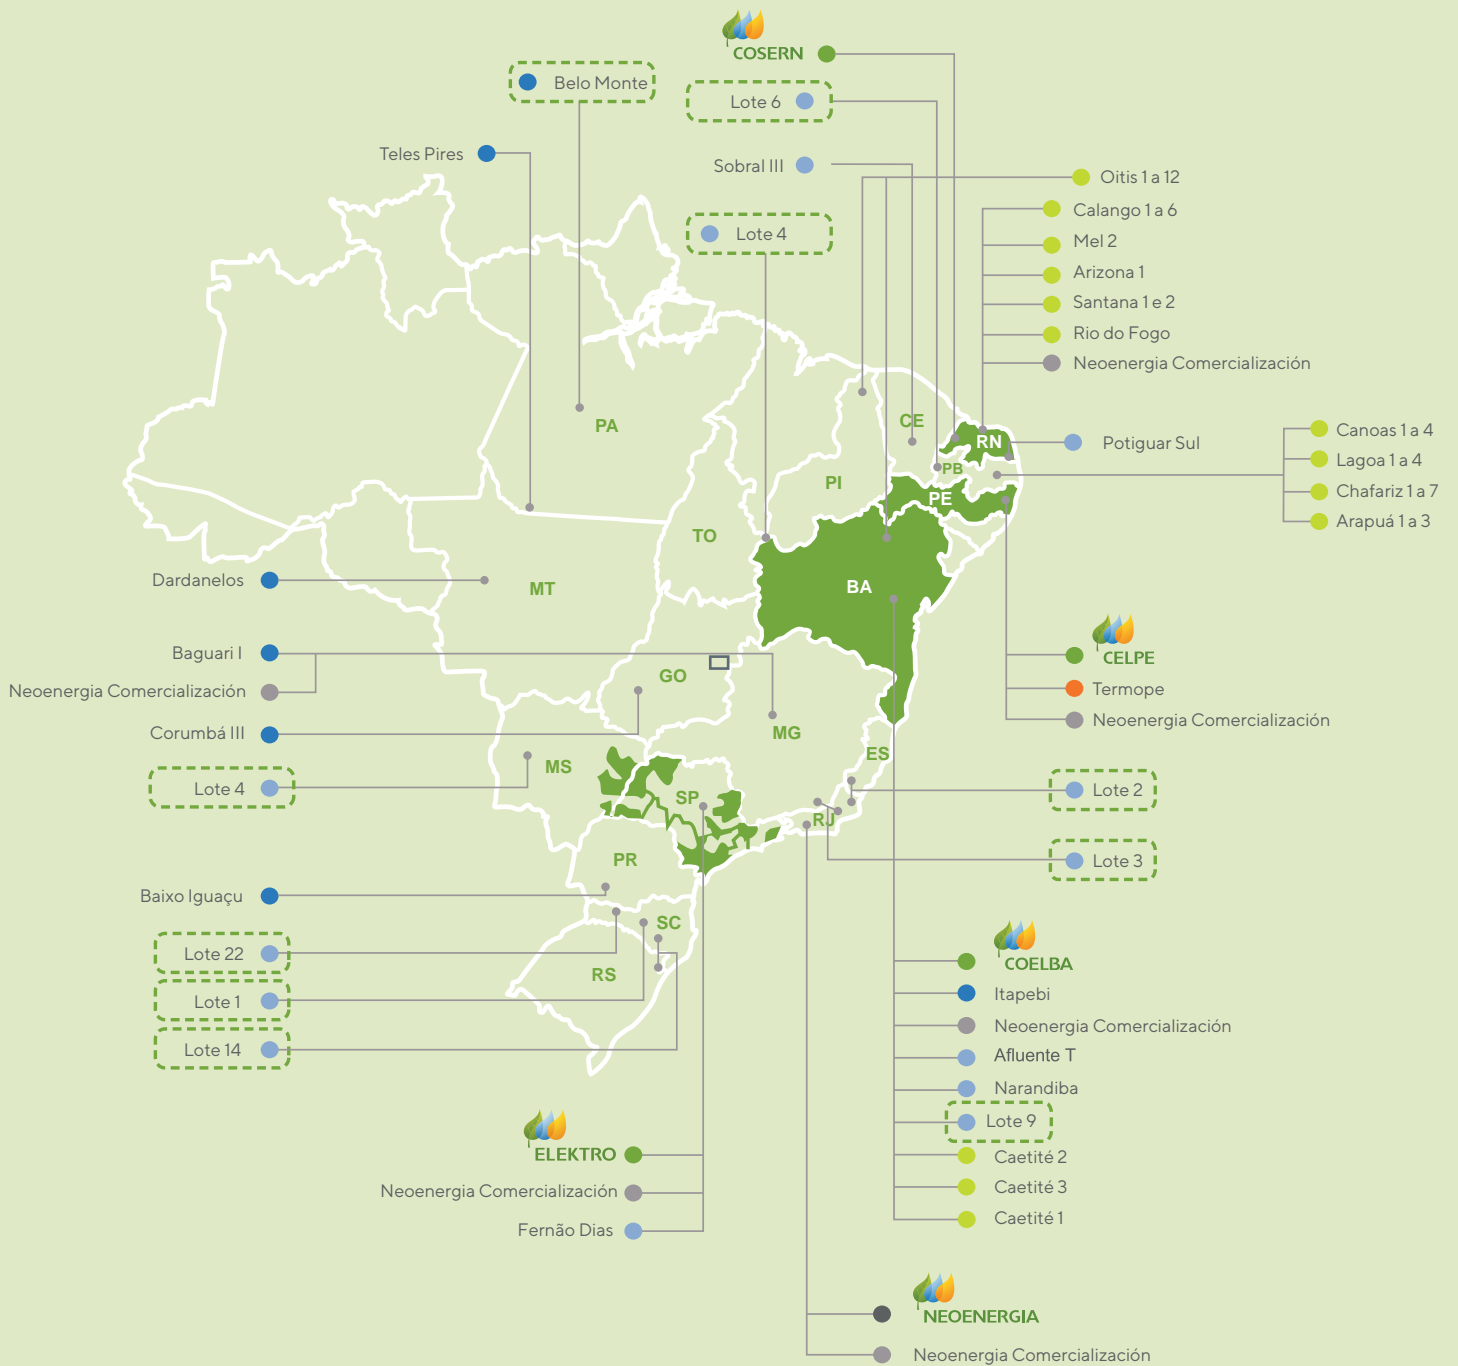 COSERN
Belo Monte
Lote 6
Teles Pires
Sobral III
Oitis 1 a 12
Calango 1 a 6
Lote 4
Mel 2
Arizona 1
Santana 1 e 2
Rio do Fogo
Neoenergia Comercialización
PA
CE
RN
Potiguar Sul
Canoas 1 a 4
Lagoa 1 a 4
Chafariz 1 a 7
Arapuá 1 a 3
PB
PI
PE
TO
BA
MT
Dardanelos
Baguari I
Neoenergia Comercialización
GO
CELPE
Termope
Neoenergia Comercialización
Corumbá III
MG
ES
MS
Lote 4
SP
Lote 2
RJ
PR
Lote 3
Baixo Iguaçu
SC
Lote 22
RS
Lote 1
Lote 14
COELBA
Itapebi
Neoenergia Comercialización
Afluente T
Narandiba
Lote 9
Caetité 2
Caetité 3
Caetité 1
ELEKTRO
Neoenergia Comercialización
Fernão Dias
NEOENERGIA
Neoenergia Comercialización